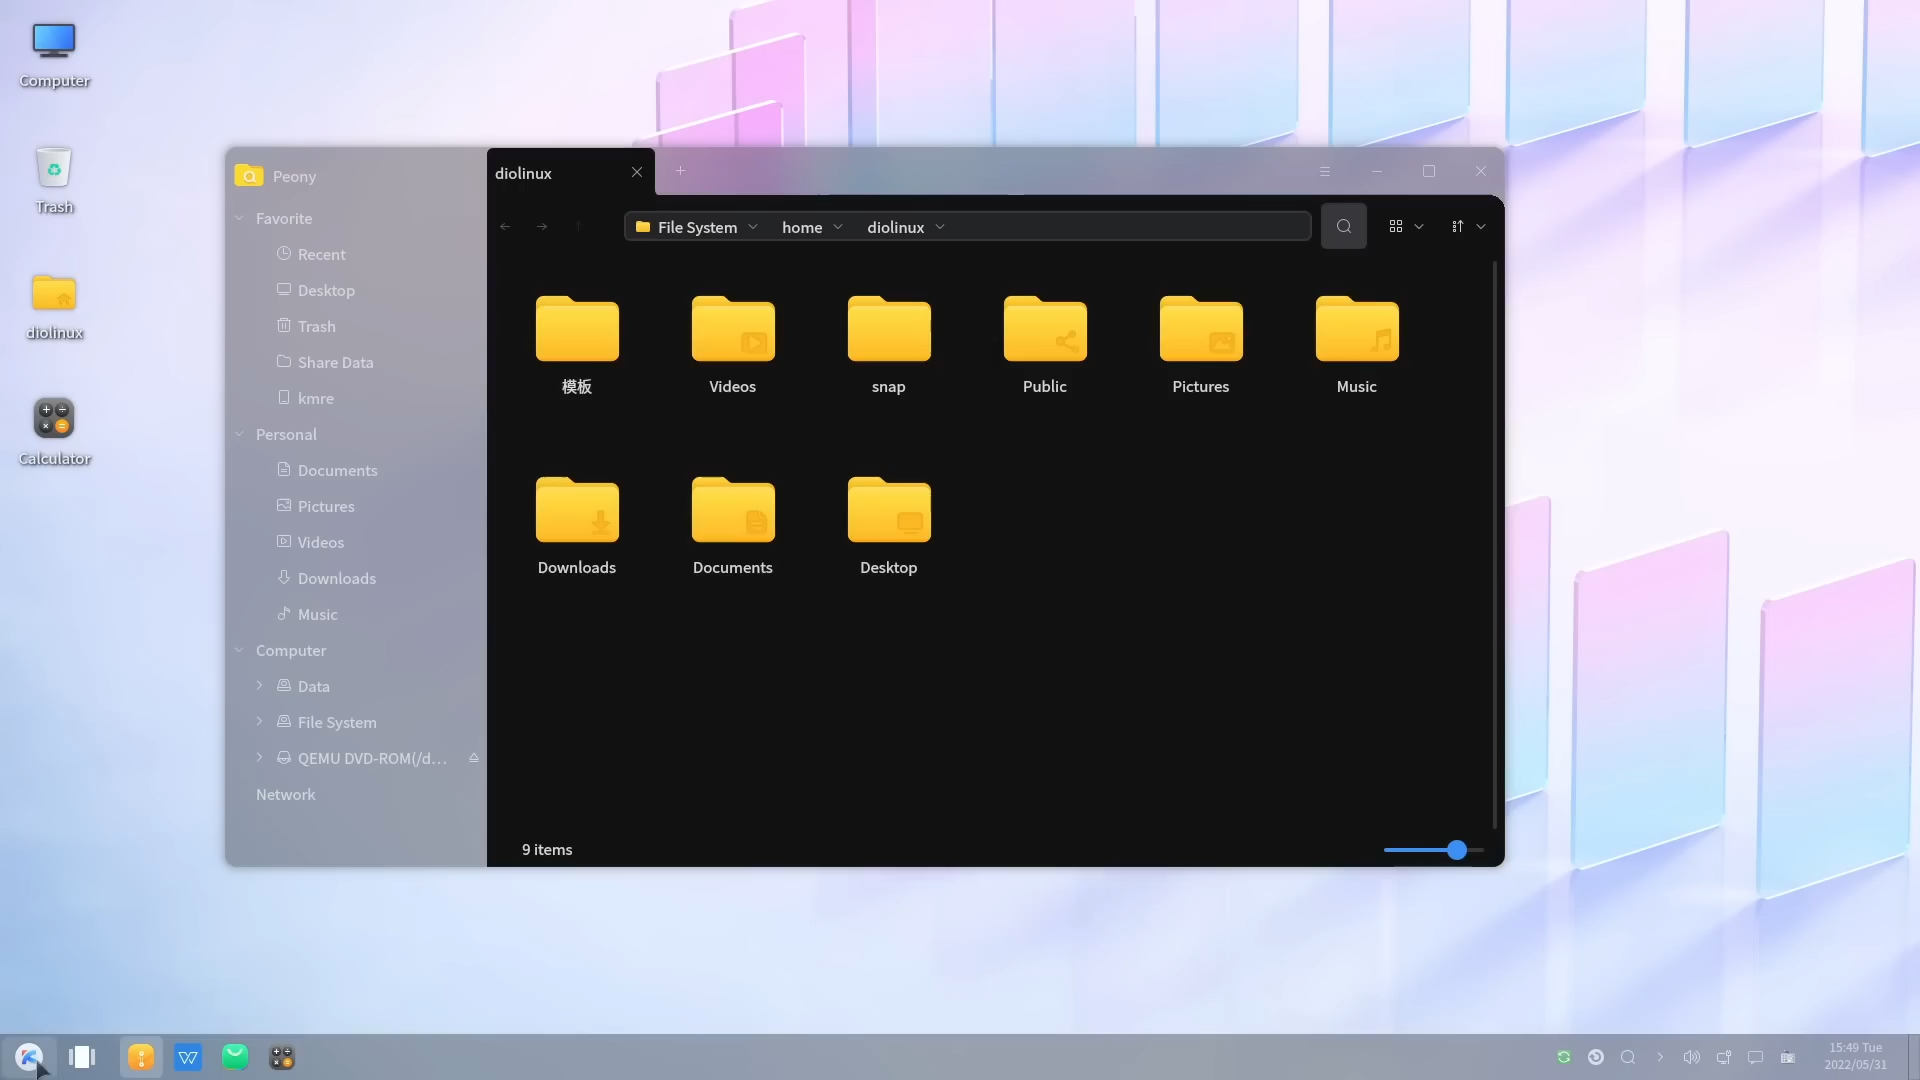 Computer
Trash
diolinux
Calculator
Peony
Favorite
Recent
Desktop
Trash
Share Data
kmre
Personal
Documents
Pictures
Videos
Downloads
Music
Computer
Data
File System
QEMU DVD-ROM(/d...
Network
diolinux
File System
home
diolinux
模板
Videos
snap
Public
Pictures
Music
Downloads
Documents
Desktop
9 items
15:49 Tue
2022/05/31